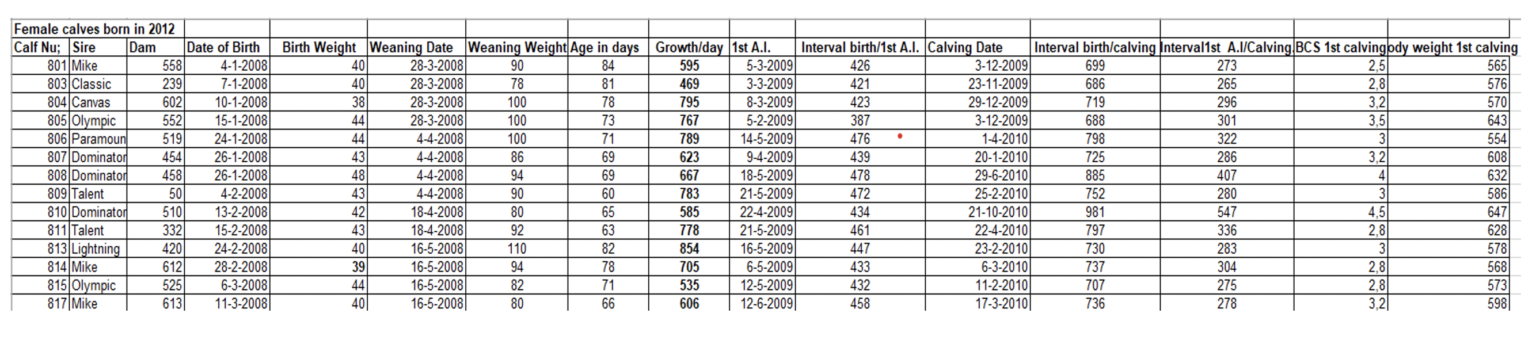 Female calves born in 2012
Calf Nu; Sire Dam Date of Birth Birth Weight Weaning Date Weaning Weight Age in days Growth/day 1st A.I. Interval birth/1st A.I. Calving Date Interval birth/calving Interval1st A.I/Calving. BCS 1st calving ody weight 1st calving
801 Mike 558 4-1-2008 40 28-3-2008 90 84 595 5-3-2009 426 3-12-2009 699 273 2,5 565
803 Classic 239 7-1-2008 40 28-3-2008 78 81 469 3-3-2009 421 23-11-2009 686 265 2,8 576
804 Canvas 602 10-1-2008 38 28-3-2008 100 78 795 8-3-2009 423 29-12-2009 719 296 3,2 570
805 Olympic 552 15-1-2008 44 28-3-2008 100 73 767 5-2-2009 387 3-12-2009 688 301 3,5 643
806 Paramoun 519 24-1-2008 44 4-4-2008 100 71 789 14-5-2009 476 1-4-2010 798 322 3 554
807 Dominator 454 26-1-2008 43 4-4-2008 86 69 623 9-4-2009 439 20-1-2010 725 286 3,2 608
808 Dominator 458 26-1-2008 48 4-4-2008 94 69 667 18-5-2009 478 29-6-2010 885 407 4 632
809 Talent 50 4-2-2008 43 4-4-2008 90 60 783 21-5-2009 472 25-2-2010 752 280 3 586
810 Dominator 510 13-2-2008 42 18-4-2008 80 65 585 22-4-2009 434 21-10-2010 981 547 4,5 647
811 Talent 332 15-2-2008 43 18-4-2008 92 63 778 21-5-2009 461 22-4-2010 797 336 2,8 628
813 Lightning 420 24-2-2008 40 16-5-2008 110 82 854 16-5-2009 447 23-2-2010 730 283 3 578
814 Mike 612 28-2-2008 39 16-5-2008 94 78 705 6-5-2009 433 6-3-2010 737 304 2,8 568
815 Olympic 525 6-3-2008 44 16-5-2008 82 71 535 12-5-2009 432 11-2-2010 707 275 2,8 573
817 Mike 613 11-3-2008 40 16-5-2008 80 66 606 12-6-2009 458 17-3-2010 736 278 3,2 598